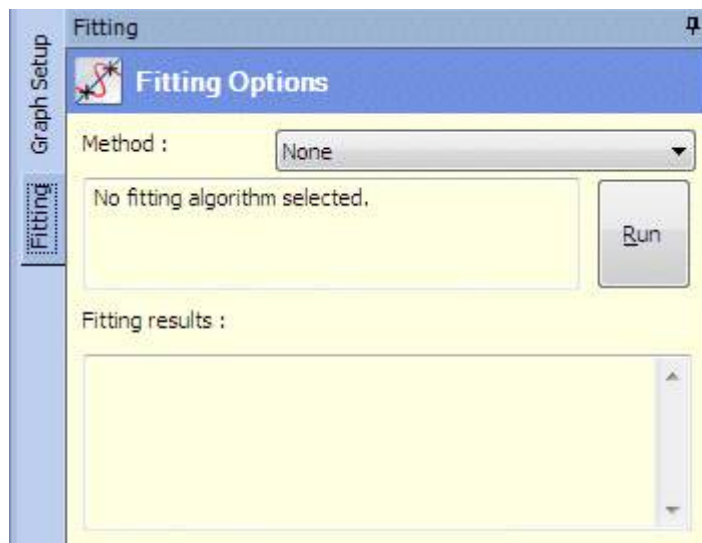 Graph Setup
Fitting
Fitting
Fitting Options
Method :
None
No fitting algorithm selected.
Run
Fitting results :